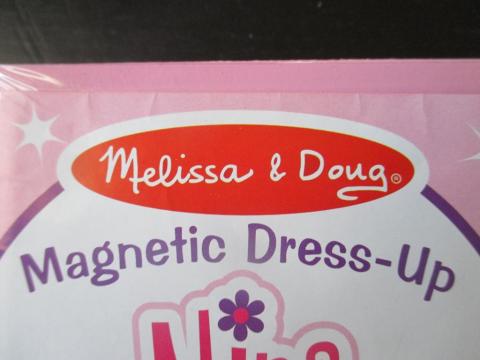 Melissa & Doug®
Magnetic Dress-Up